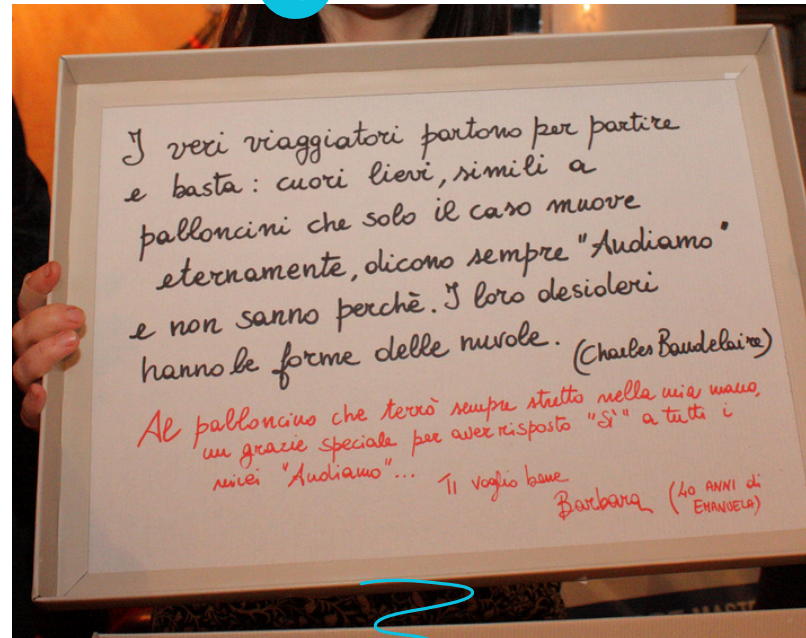 I veri viaggiatori partono per partire
e basta: cuori lievi, simili a
palloncini che solo il caso muove
eternamente, dicono sempre "Andiamo"
e non sanno perchè. I loro desideri
hanno le forme delle nuvole.
(Charles Baudelaire)
Al palloncino che terrò sempre stretto nella mia mano,
un grazie speciale per aver risposto "Sì" a tutti i
miei "Andiamo"...
Ti voglio bene
Barbara (40 ANNI di
EMANUELA)